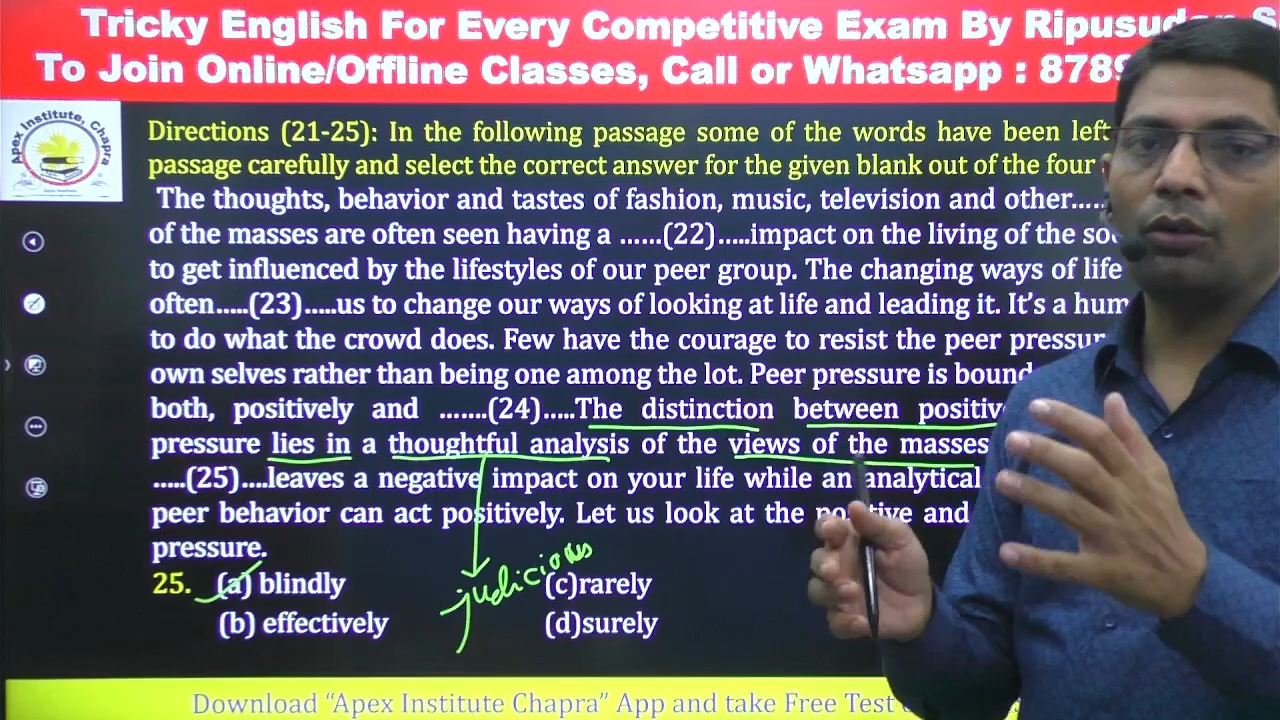 Tricky English For Every Competitive Exam By Ripusudan S
To Join Online/Offline Classes, Call or Whatsapp : 8789
Apex Institute, Chapra
Directions (21-25): In the following passage some of the words have been left
passage carefully and select the correct answer for the given blank out of the four
The thoughts, behavior and tastes of fashion, music, television and other.....
of the masses are often seen having a ......(22).....impact on the living of the
to get influenced by the lifestyles of our peer group. The changing ways of life
often.....(23).....us to change our ways of looking at life and leading it. It's a
to do what the crowd does. Few have the courage to resist the peer
own selves rather than being one among the lot. Peer pressure is
both, positively and ........(24).....The distinction between
pressure lies in a thoughtful analysis of the views of the masses
.....(25)....leaves a negative impact on your life while an analytical
peer behavior can act positively. Let us look at the positive and
pressure.
judicious
25. (a) blindly (c)rarely
(b) effectively (d)surely
Download “Apex Institute Chapra” App and take Free Test